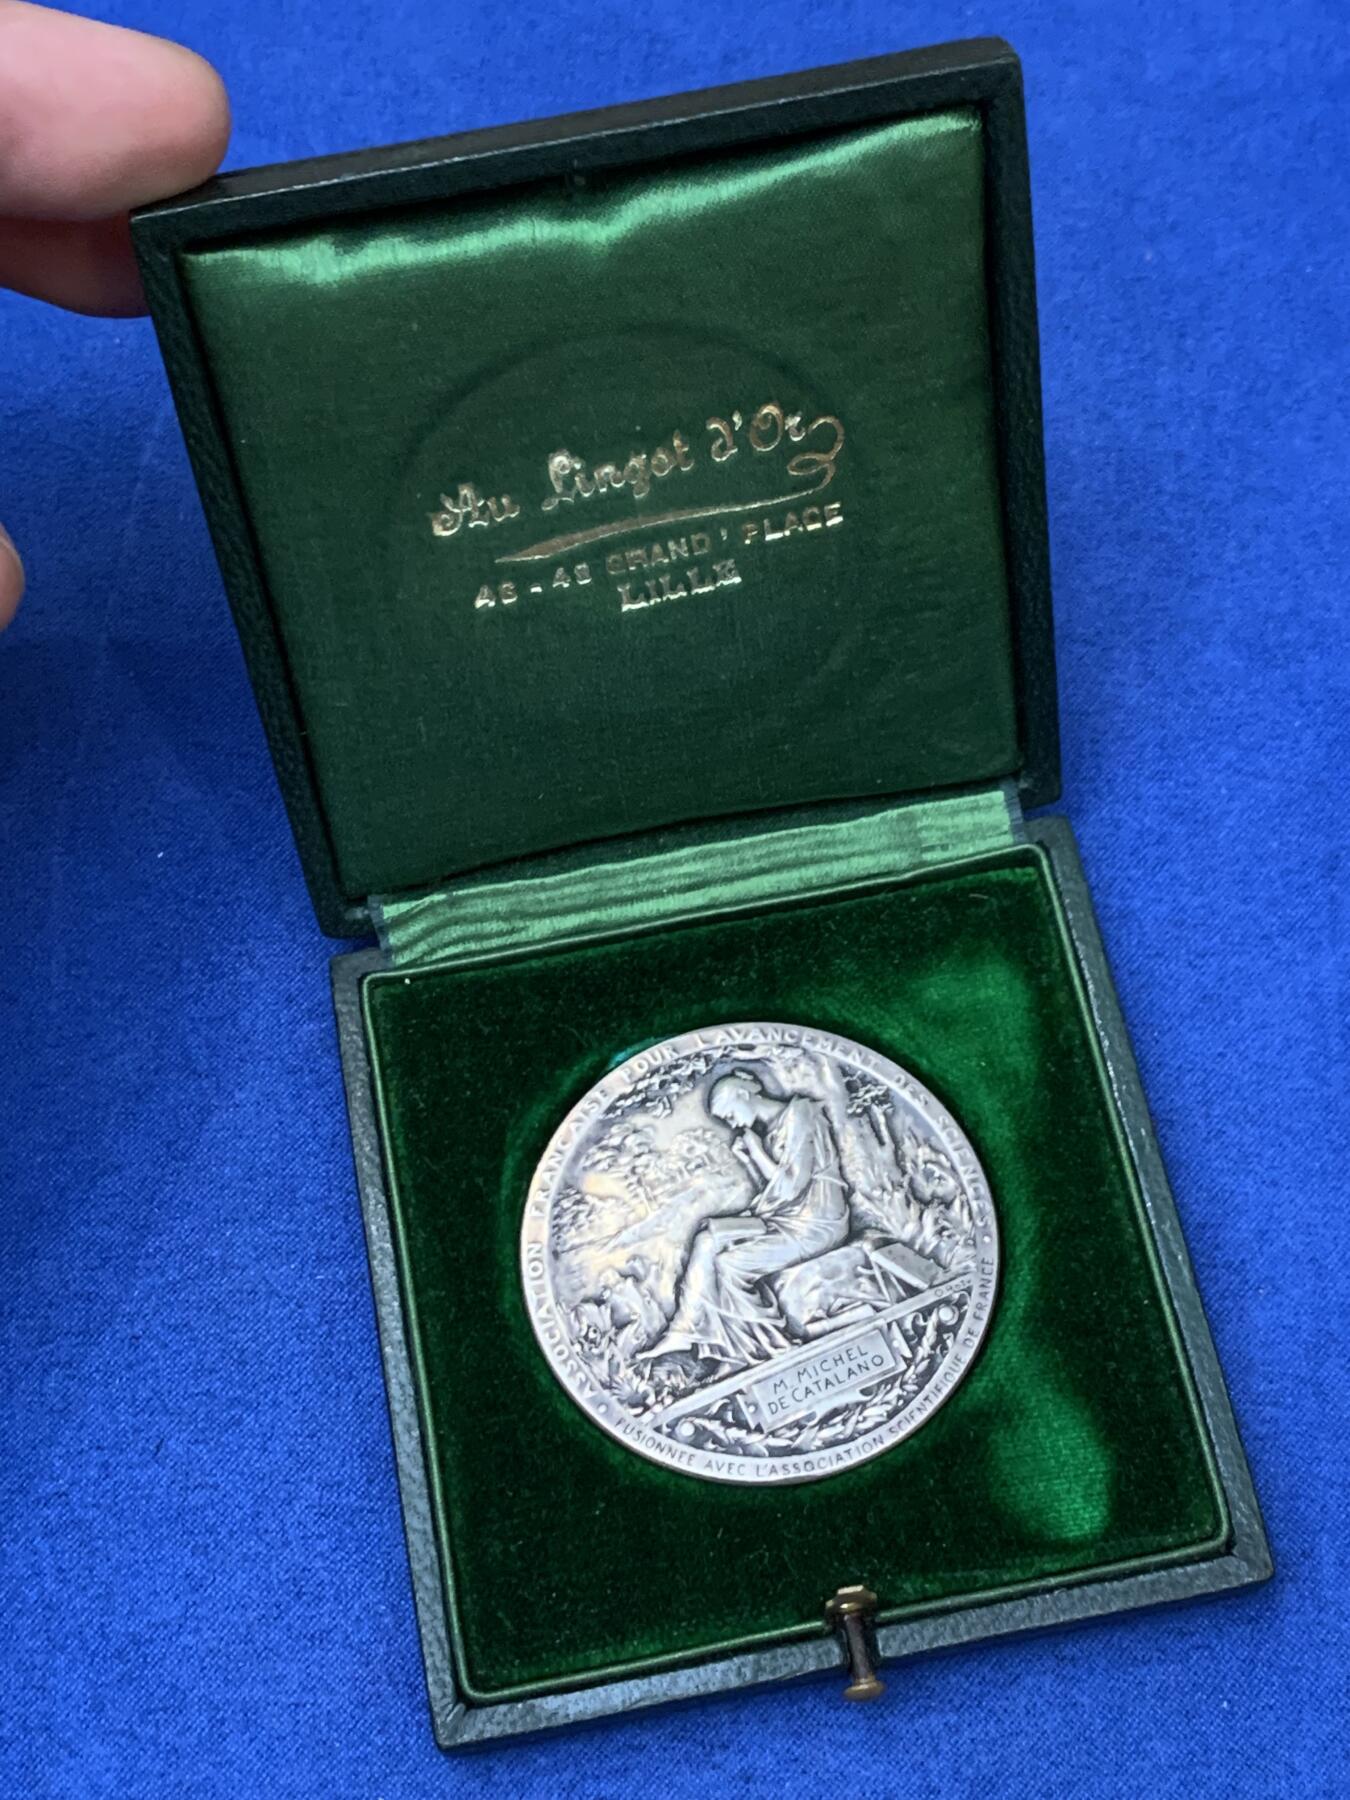 Au Lingot d'Or
46-48 GRAND' PLACE
LILLE
ASSOCIATION FRANÇAISE POUR L'AVANCEMENT DES SCIENCES
M. MICHEL
DE CATALANO
FUSIONNÉE AVEC L'ASSOCIATION SCIENTIFIQUE DE FRANCE